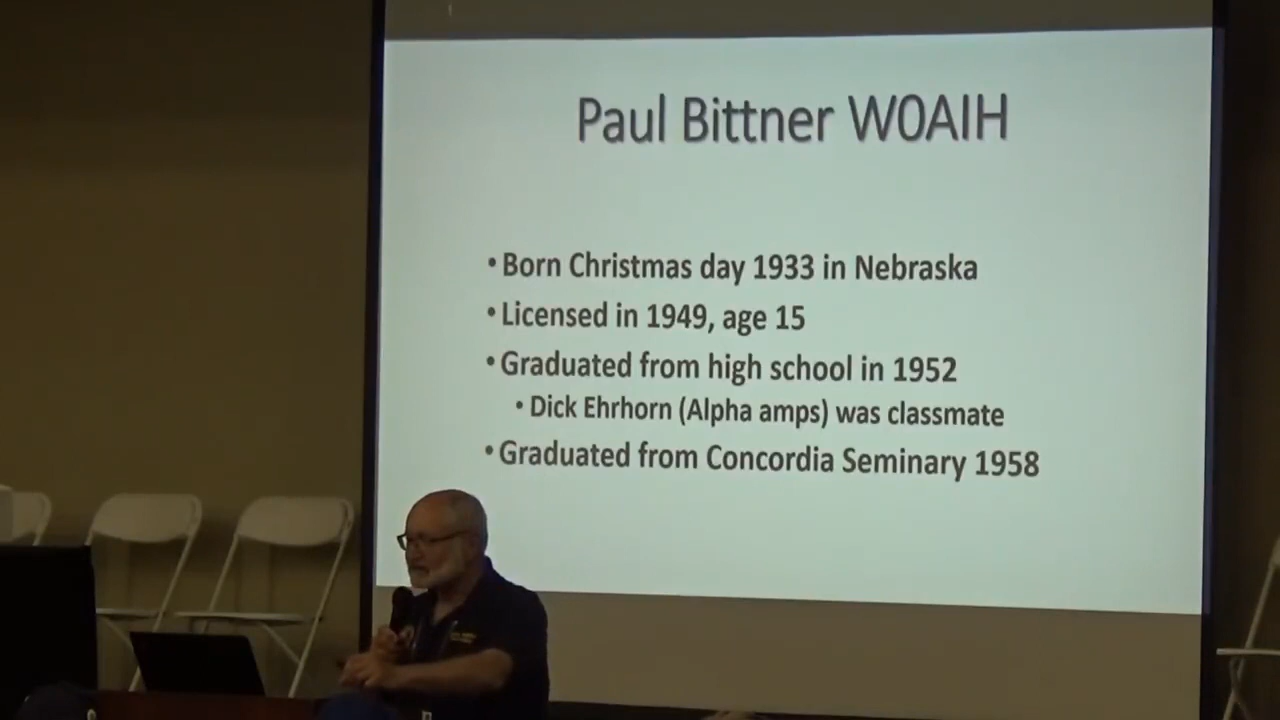 Paul Bittner W0AIH
• Born Christmas day 1933 in Nebraska
• Licensed in 1949, age 15
• Graduated from high school in 1952
• Dick Ehrhorn (Alpha amps) was classmate
• Graduated from Concordia Seminary 1958